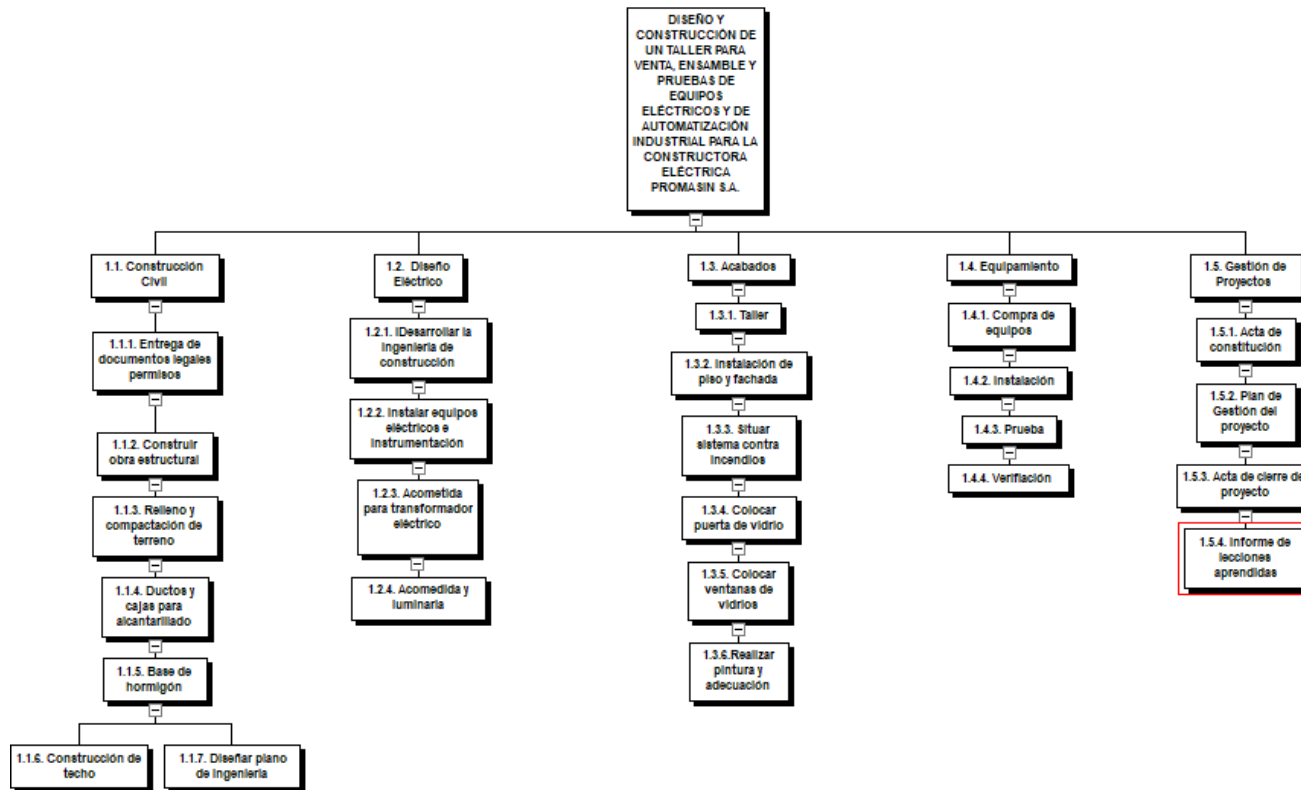 DISEÑO Y
CONSTRUCCIÓN DE
UN TALLER PARA
VENTA, ENSAMBLE Y
PRUEBAS DE
EQUIPOS
ELÉCTRICOS Y DE
AUTOMATIZACIÓN
INDUSTRIAL PARA LA
CONSTRUCTORA
ELÉCTRICA
PROMASIN S.A.
1.1. Construcción
Civil
1.1.1. Entrega de
documentos legales
permisos
1.1.2. Construir
obra estructural
1.1.3. Relleno y
compactación de
terreno
1.1.4. Ductos y
cajas para
alcantarillado
1.1.5. Base de
hormigón
1.1.6. Construcción de
techo
1.1.7. Diseñar plano
de ingeniería
1.2. Diseño
Eléctrico
1.2.1. IDesarrollar la
ingeniería de
construcción
1.2.2. Instalar equipos
eléctricos e
instrumentación
1.2.3. Acometida
para transformador
eléctrico
1.2.4. Acomedida y
luminaria
1.3. Acabados
1.3.1. Taller
1.3.2. Instalación de
piso y fachada
1.3.3. Situar
sistema contra
incendios
1.3.4. Colocar
puerta de vidrio
1.3.5. Colocar
ventanas de
vidrios
1.3.6.Realizar
pintura y
adecuación
1.4. Equipamiento
1.4.1. Compra de
equipos
1.4.2. Instalación
1.4.3. Prueba
1.4.4. Verifiación
1.5. Gestión de
Proyectos
1.5.1. Acta de
constitución
1.5.2. Plan de
Gestión del
proyecto
1.5.3. Acta de cierre de
proyecto
1.5.4. Informe de
lecciones
aprendidas